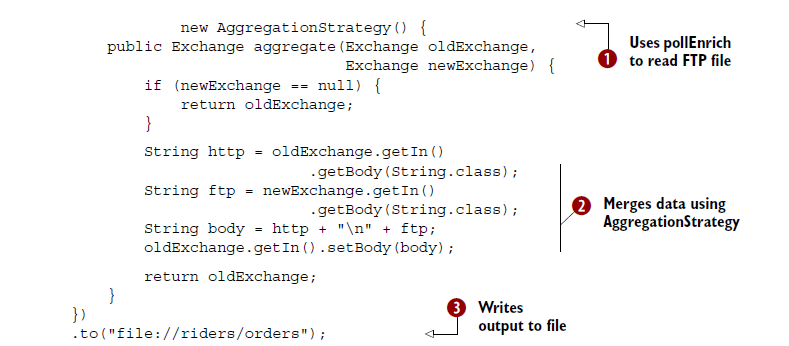 new AggregationStrategy() {
public Exchange aggregate(Exchange oldExchange,
Exchange newExchange) {
if (newExchange == null) {
return oldExchange;
}
String http = oldExchange.getIn()
.getBody(String.class);
String ftp = newExchange.getIn()
.getBody(String.class);
String body = http + "\n" + ftp;
oldExchange.getIn().setBody(body);
return oldExchange;
}
})
.to("file://riders/orders");
1 Uses pollEnrich
to read FTP file
2 Merges data using
AggregationStrategy
3 Writes
output to file